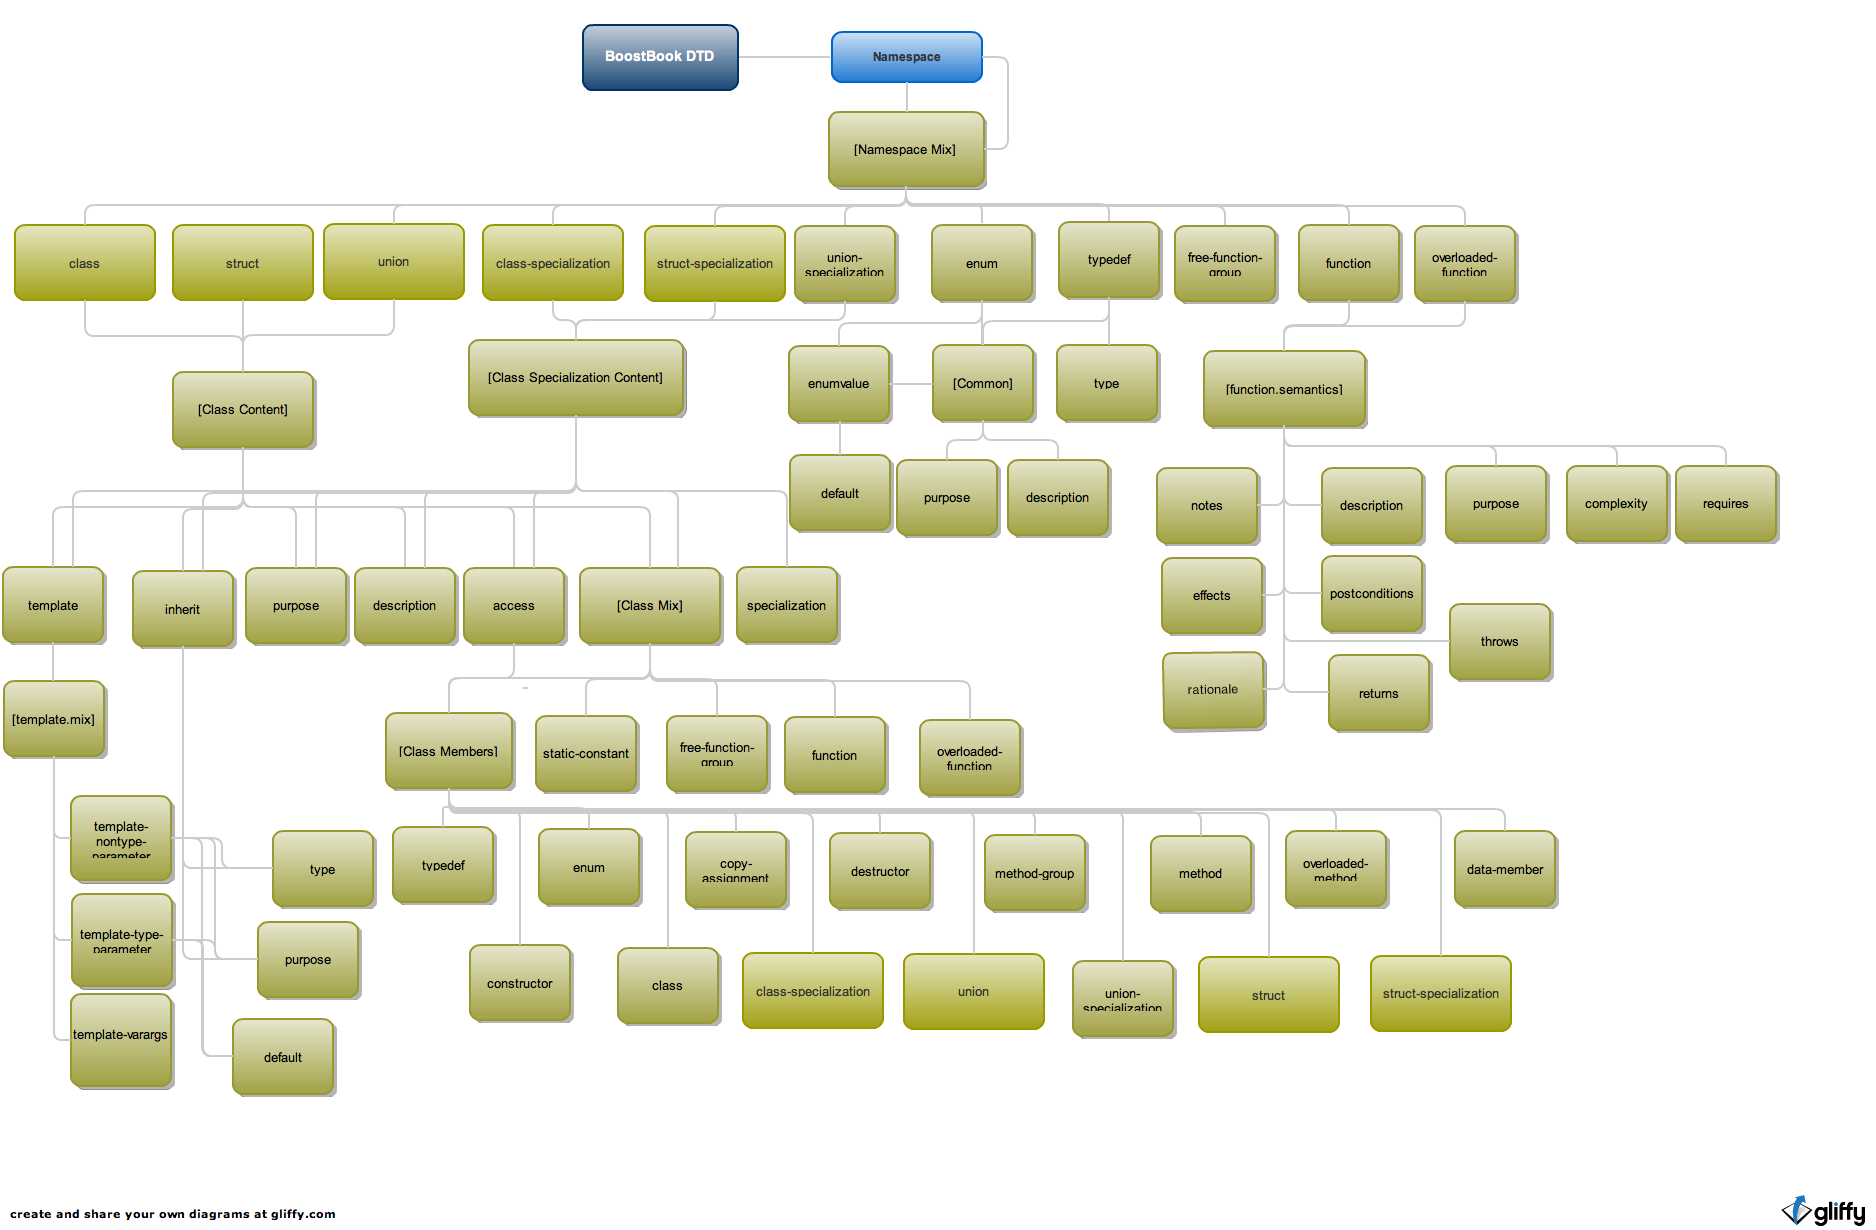 BoostBook DTD
Namespace
[Namespace Mix]
class
struct
union
class-specialization
struct-specialization
union-
specialization
enum
typedef
free-function-
group
function
overloaded-
function
[Class Content]
[Class Specialization Content]
enumvalue
[Common]
type
[function.semantics]
default
purpose
description
notes
description
purpose
complexity
requires
template
inherit
purpose
description
access
[Class Mix]
specialization
effects
postconditions
throws
rationale
returns
[template.mix]
[Class Members]
static-constant
free-function-
group
function
overloaded-
function
template-
nontype-
parameter
type
typedef
enum
copy-
assignment
destructor
method-group
method
overloaded-
method
data-member
template-type-
parameter
purpose
constructor
class
class-specialization
union
union-
specialization
struct
struct-specialization
template-varargs
default
create and share your own diagrams at gliffy.com
gliffy